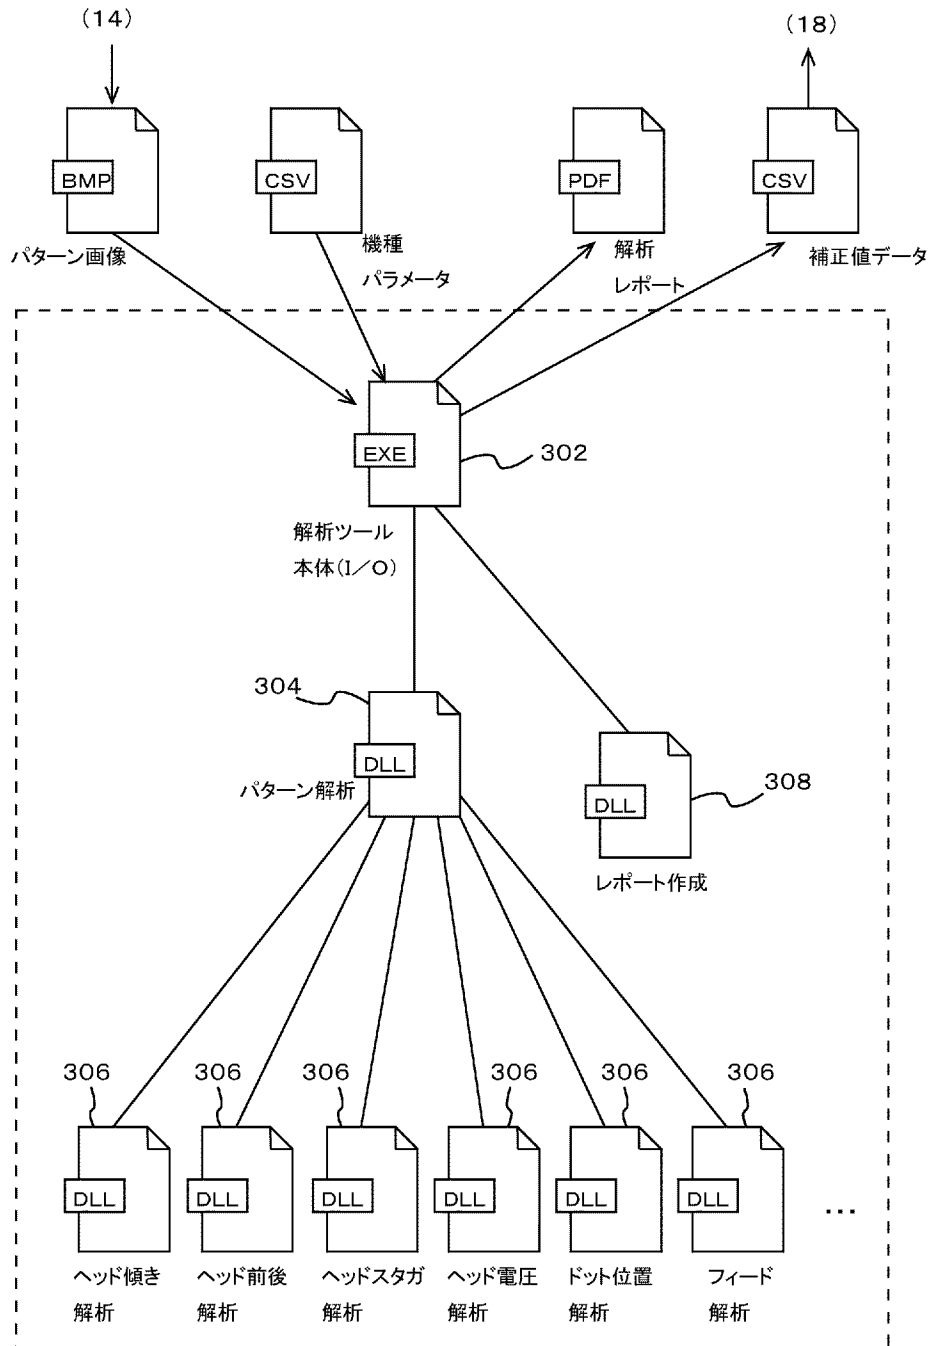 (14)
(18)
BMP
CSV
PDF
CSV
パターン画像
機種
パラメータ
解析
レポート
補正値データ
EXE
302
解析ツール
本体(I/O)
304
DLL
パターン解析
308
DLL
レポート作成
306 306 306 306 306 306
DLL DLL DLL DLL DLL DLL
...
ヘッド傾き
解析
ヘッド前後
解析
ヘッドスタガ
解析
ヘッド電圧
解析
ドット位置
解析
フィード
解析